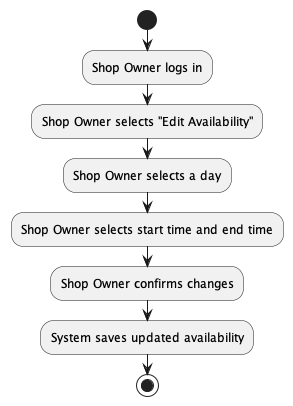 Shop Owner logs in
Shop Owner selects "Edit Availability"
Shop Owner selects a day
Shop Owner selects start time and end time
Shop Owner confirms changes
System saves updated availability